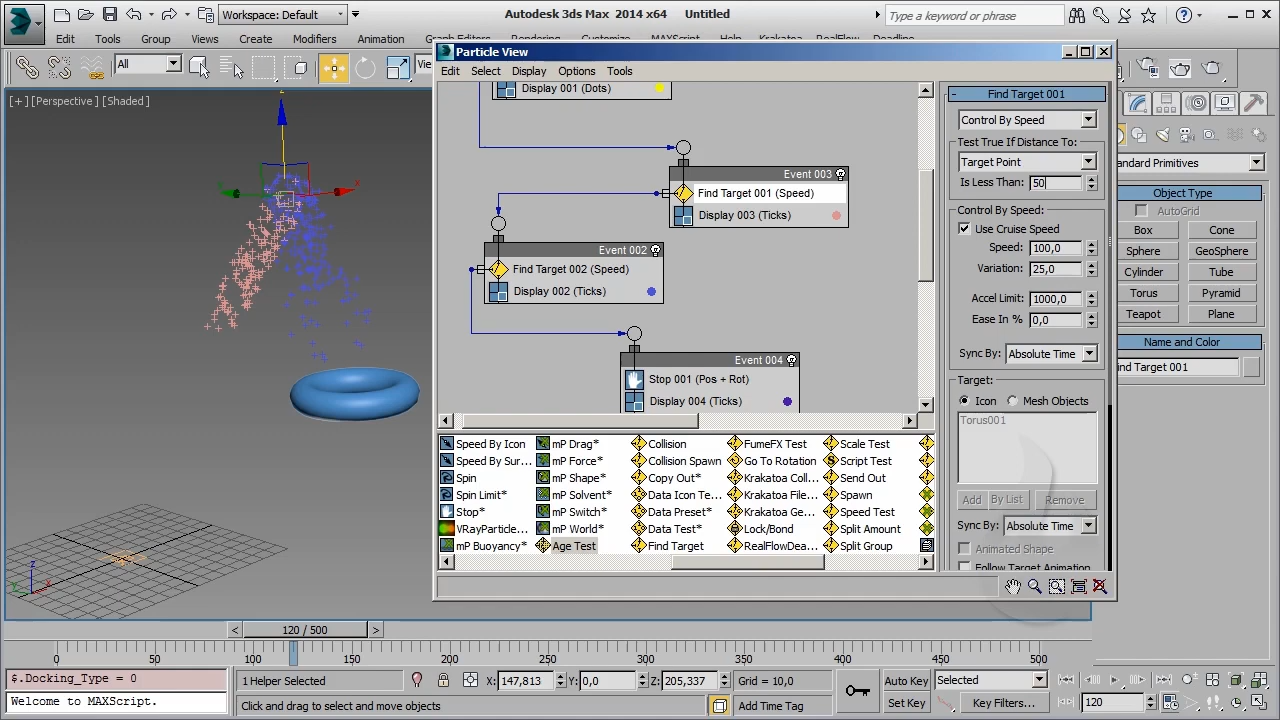 Workspace: Default
Autodesk 3ds Max 2014 x64 Untitled
Type a keyword or phrase
Edit Tools Group Views Create Modifiers Animation
All
[+][Perspective][Shaded]
z
x
Particle View
Edit Select Display Options Tools
Display 001 (Dots)
Event 003
Find Target 001 (Speed)
Display 003 (Ticks)
Event 002
Find Target 002 (Speed)
Display 002 (Ticks)
Event 004
Stop 001 (Pos + Rot)
Display 004 (Ticks)
Speed By Icon
Speed By Sur...
Spin
Spin Limit*
Stop*
VRayParticle...
mP Buoyancy*
mP Drag*
mP Force*
mP Shape*
mP Solvent*
mP Switch*
mP World*
Age Test
Collision
Collision Spawn
Copy Out*
Data Icon Te...
Data Preset*
Data Test*
Find Target
FumeFX Test
Go To Rotation
Krakatoa Coll...
Krakatoa File...
Krakatoa Ge...
Lock/Bond
RealFlowDea...
Scale Test
Script Test
Send Out
Spawn
Speed Test
Split Amount
Split Group
- Find Target 001
Control By Speed
Test True If Distance To:
Target Point
Is Less Than: 50
Control By Speed:
Use Cruise Speed
Speed: 100,0
Variation: 25,0
Accel Limit: 1000,0
Ease In % 0,0
Sync By: Absolute Time
Target:
Icon Mesh Objects
Torus001
Add By List Remove
Sync By: Absolute Time
Animated Shape
Follow Target Animation
ndard Primitives
Object Type
AutoGrid
Box Cone
Sphere GeoSphere
Cylinder Tube
Torus Pyramid
Teapot Plane
Name and Color
ind Target 001
z
x
< 120 / 500 >
0 50 100 150 200 250 300 350 400 450 500
$.Docking_Type = 0
Welcome to MAXScript.
1 Helper Selected
X: 147,813 Y: 0,0 Z: 205,337 Grid = 10,0
Click and drag to select and move objects
Add Time Tag
Auto Key Selected
Set Key Key Filters...
120